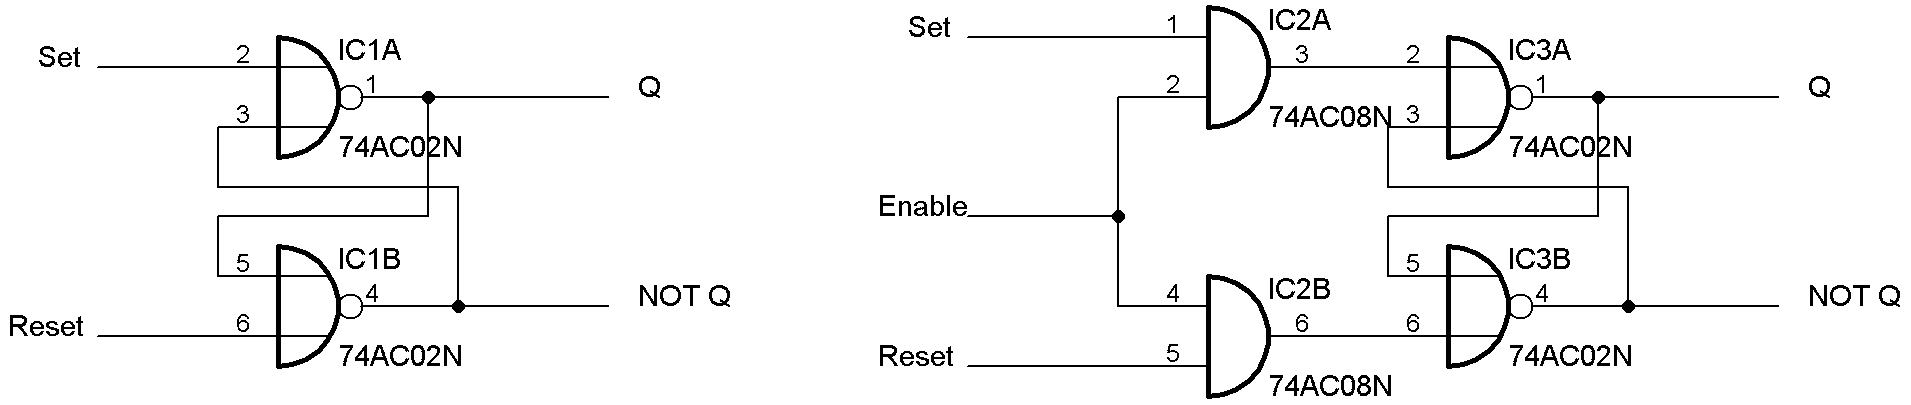 Set
2
IC1A
1
Q
3
74AC02N
5
IC1B
4
NOT Q
Reset
6
74AC02N
Set
1
IC2A
3
2
74AC08N
2
IC3A
1
Q
3
74AC02N
Enable
4
IC2B
6
Reset
5
74AC08N
5
IC3B
4
NOT Q
6
74AC02N